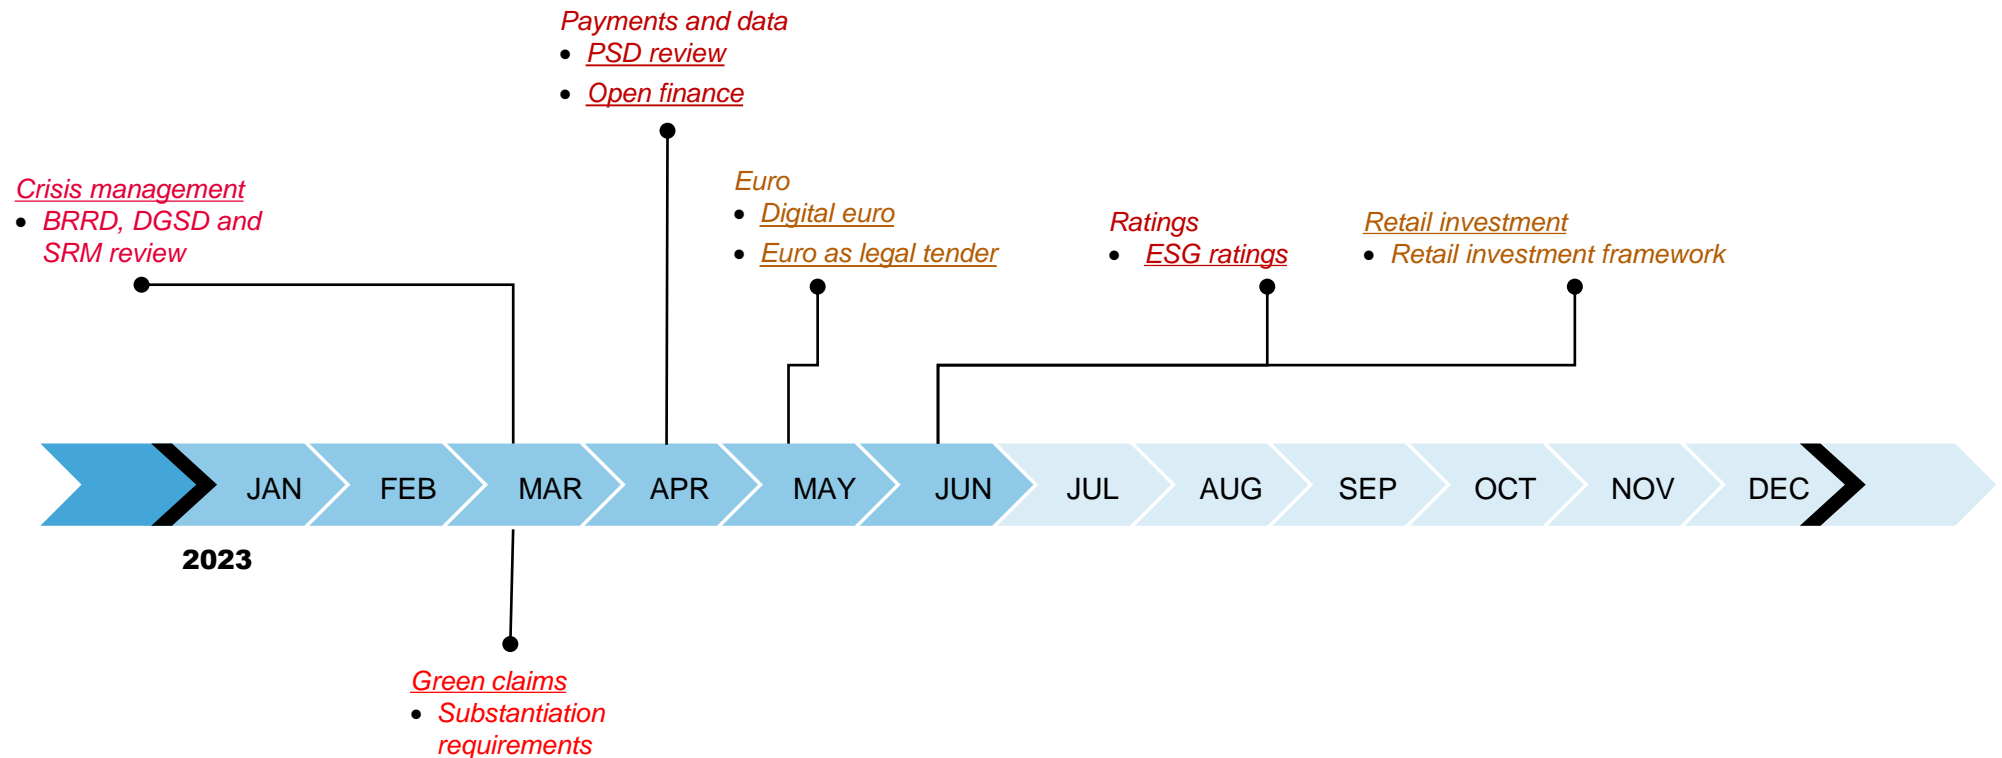 Payments and data
• PSD review
• Open finance
Crisis management
• BRRD, DGSD and
SRM review
Euro
• Digital euro
• Euro as legal tender
Ratings
• ESG ratings
Retail investment
• Retail investment framework
JAN
FEB
MAR
APR
MAY
JUN
JUL
AUG
SEP
OCT
NOV
DEC
2023
Green claims
• Substantiation
requirements